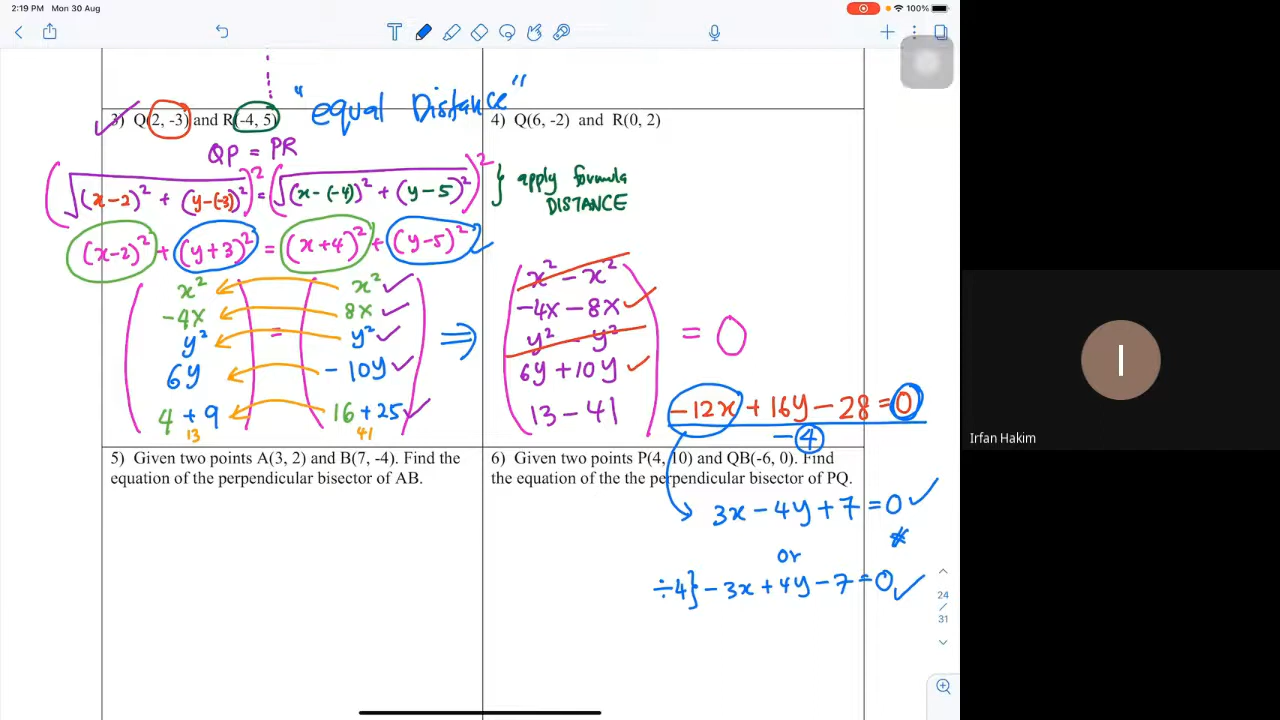 2:19 PM Mon 30 Aug
100%
"equal Distance"
3) Q(2, -3) and R(-4, 5)
QP = PR
(√(x-2)² + (y-(-3))²)² = (√(x-(-4))² + (y-5)²)²
} apply formula
DISTANCE
(x-2)² + (y+3)² = (x+4)² + (y-5)²
x² x²
-4x 8x
y² = y²
6y - 10y
4 + 9 16 + 25
13 41
⇒
x² - x²
-4x - 8x
y² - y²
6y + 10y
13 - 41
= 0
4) Q(6, -2) and R(0, 2)
-12x + 16y - 28 = 0
-4
3x - 4y + 7 = 0
or
÷4} - 3x + 4y - 7 = 0
5) Given two points A(3, 2) and B(7, -4). Find the
equation of the perpendicular bisector of AB.
6) Given two points P(4, 10) and QB(-6, 0). Find
the equation of the the perpendicular bisector of PQ.
24
/
31
I
Irfan Hakim